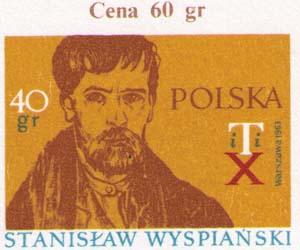 Cena 60 gr
40
gr
POLSKA
iTi
X
Warszawa 1963
STANISŁAW WYSPIAŃSKI